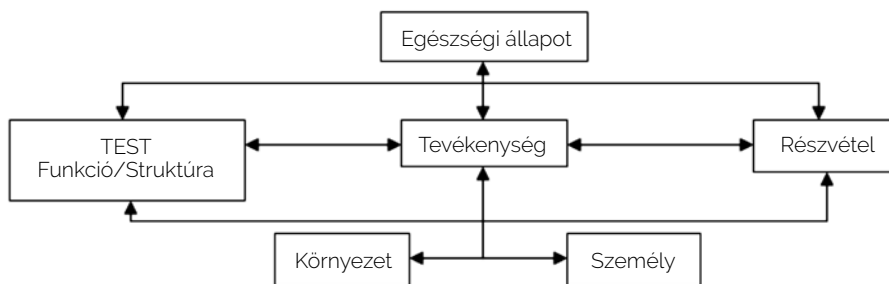 Egészségi állapot
TEST
Funkció/Struktúra
Tevékenység
Részvétel
Környezet
Személy